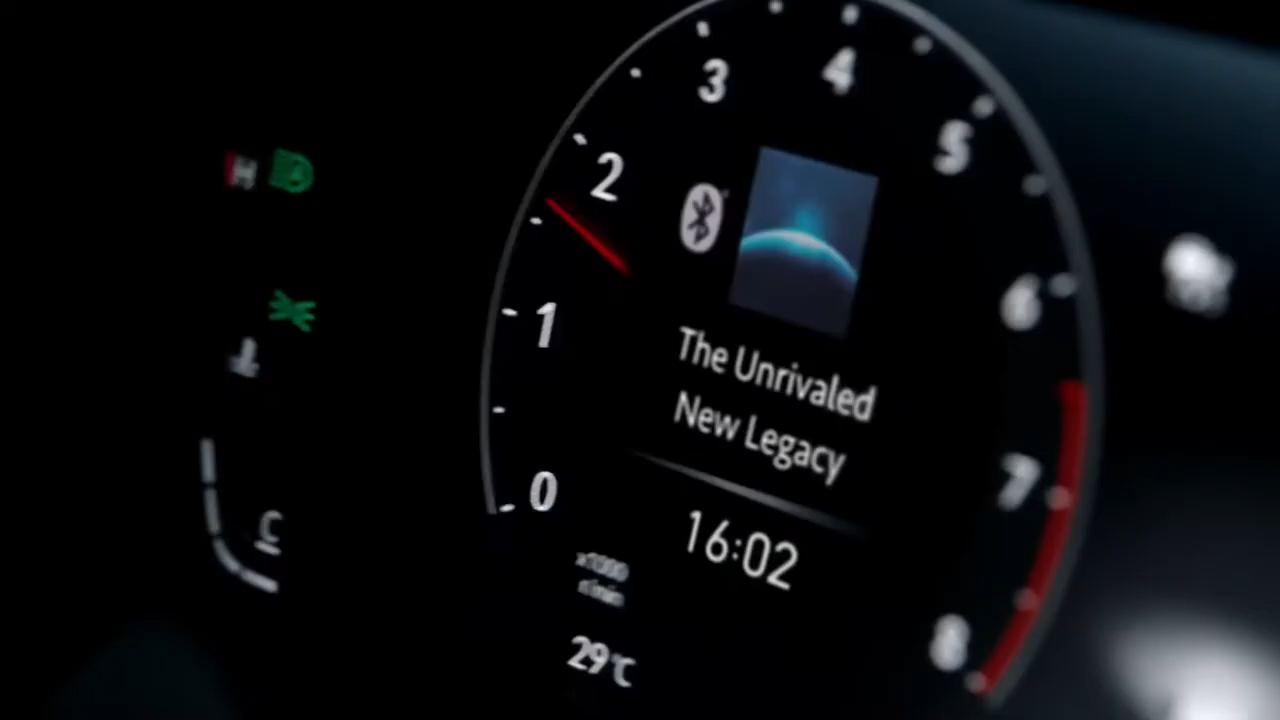 3
4
5
2
6
1
7
0
8
H
A
C
The Unrivaled
New Legacy
16:02
x1000
r/min
29℃